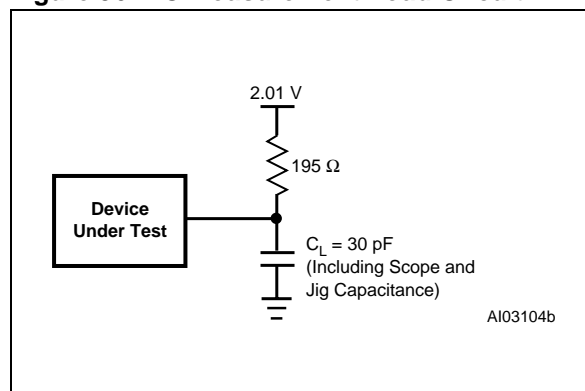 2.01 V
195 Ω
Device
Under Test
C_L = 30 pF
(Including Scope and
Jig Capacitance)
AI03104b